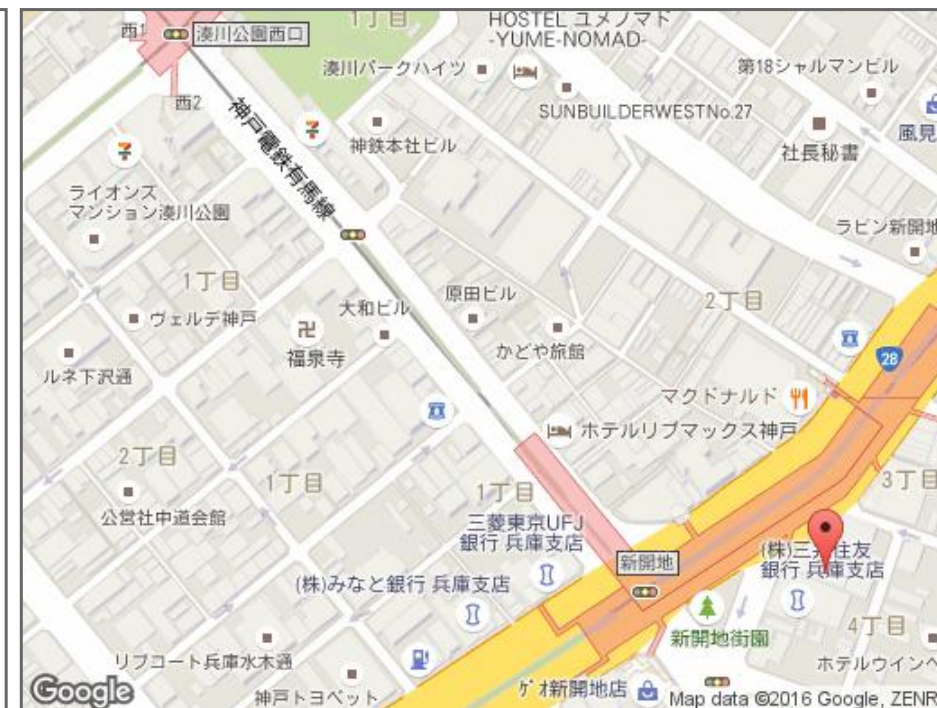 1丁目
西1
湊川公園西口
HOSTEL ユメノマド
-YUME-NOMAD-
湊川パークハイツ
第18シャルマンビル
西2
SUNBUILDERWESTNo.27
風見
神鉄本社ビル
社長秘書
神戸電鉄有馬線
ライオンズ
マンション湊川公園
ラビン新開地
1丁目
2丁目
原田ビル
大和ビル
ヴェルデ神戸
福泉寺
かどや旅館
28
ルネ下沢通
マクドナルド
ホテルリブマックス神戸
2丁目
1丁目
1丁目
3丁目
公営社中道会館
三菱東京UFJ
銀行 兵庫支店
新開地
(株)三井住友
銀行 兵庫支店
(株)みなと銀行 兵庫支店
4丁目
新開地街園
リブコート兵庫水木通
ホテルウイン
神戸トヨペット
ゲオ新開地店
Google
Map data ©2016 Google, ZENR